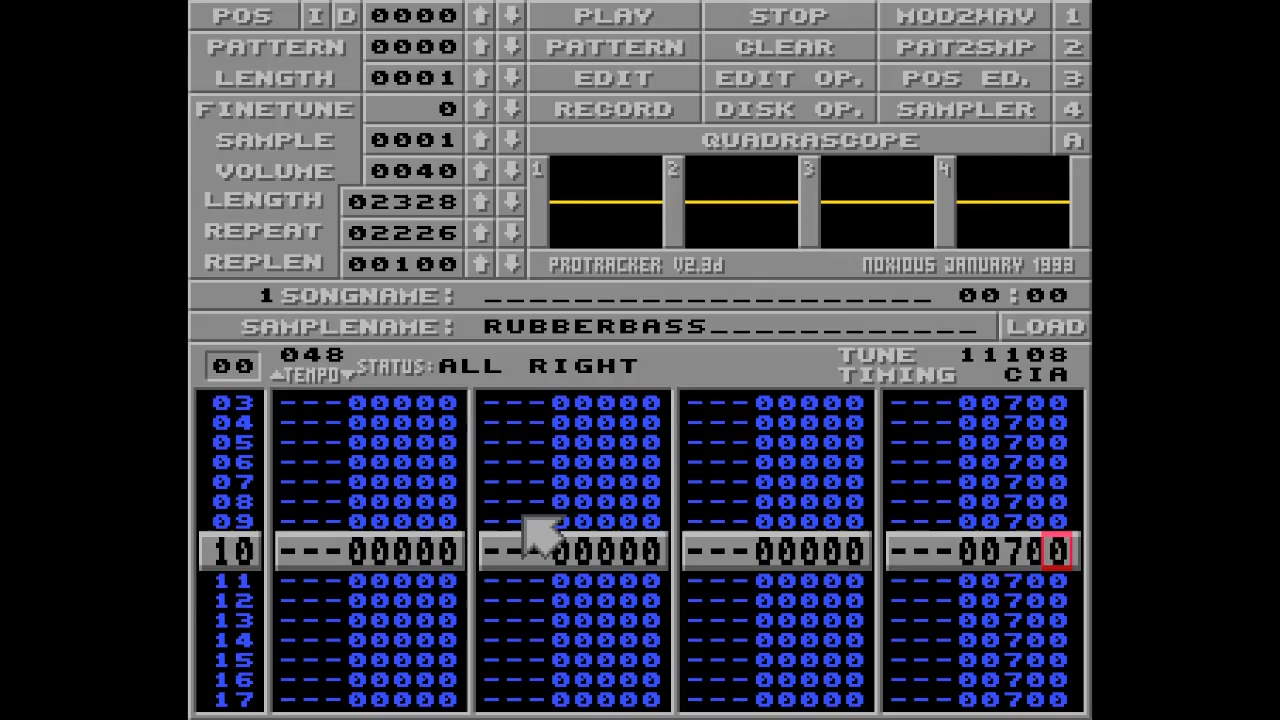 POS I D 0000 PLAY STOP MOD2WAV 1
PATTERN 0000 PATTERN CLEAR PAT2SMP 2
LENGTH 0001 EDIT EDIT OP. POS ED. 3
FINETUNE 0 RECORD DISK OP. SAMPLER 4
SAMPLE 0001 QUADRASCOPE A
VOLUME 0040 1 2 3 4
LENGTH 02328
REPEAT 02226
REPLEN 00100 PROTRACKER V2.3d NOXIOUS JANUARY 1993
1 SONGNAME: ____________________ 00:00
SAMPLENAME: RUBBERBASS____________ LOAD
00 048 TEMPO STATUS: ALL RIGHT TUNE 11108
TIMING CIA
03 ---00000 ---00000 ---00000 ---00700
04 ---00000 ---00000 ---00000 ---00700
05 ---00000 ---00000 ---00000 ---00700
06 ---00000 ---00000 ---00000 ---00700
07 ---00000 ---00000 ---00000 ---00700
08 ---00000 ---00000 ---00000 ---00700
09 ---00000 ---00000 ---00000 ---00700
10 ---00000 ---00000 ---00000 ---00700
11 ---00000 ---00000 ---00000 ---00700
12 ---00000 ---00000 ---00000 ---00700
13 ---00000 ---00000 ---00000 ---00700
14 ---00000 ---00000 ---00000 ---00700
15 ---00000 ---00000 ---00000 ---00700
16 ---00000 ---00000 ---00000 ---00700
17 ---00000 ---00000 ---00000 ---00700